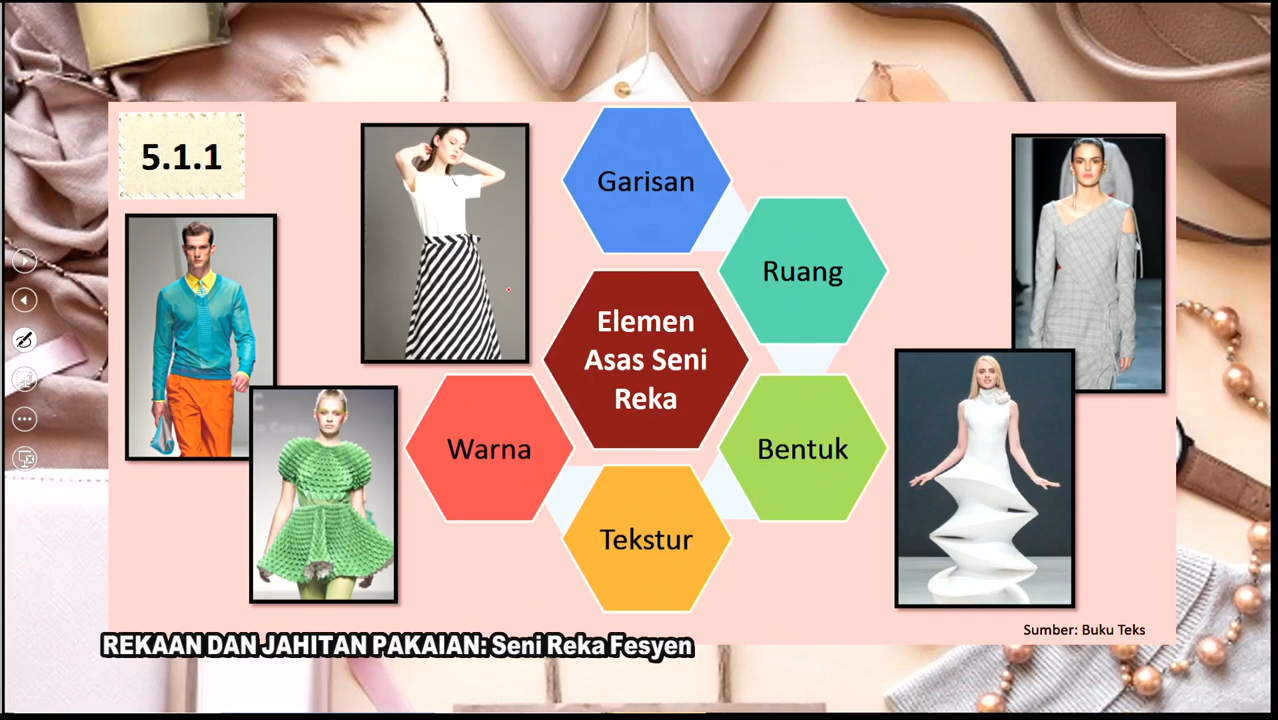 5.1.1
Garisan
Ruang
Elemen
Asas Seni
Reka
Warna
Bentuk
Tekstur
Sumber: Buku Teks
REKAAN DAN JAHITAN PAKAIAN: Seni Reka Fesyen